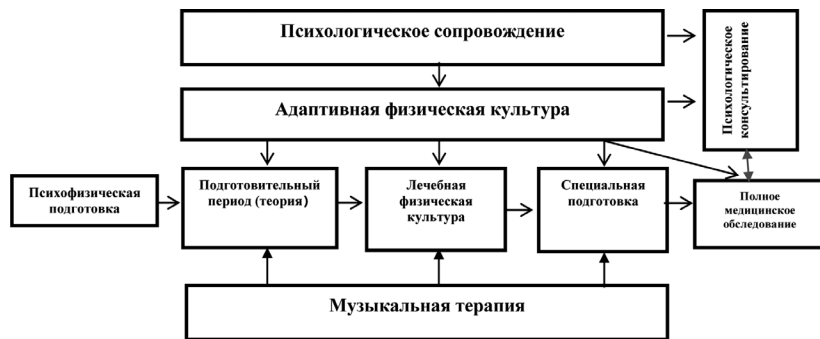 Психологическое сопровождение
Психологическое
консультирование
Адаптивная физическая культура
Психофизическая
подготовка
Подготовительный
период (теория)
Лечебная
физическая
культура
Специальная
подготовка
Полное
медицинское
обследование
Музыкальная терапия